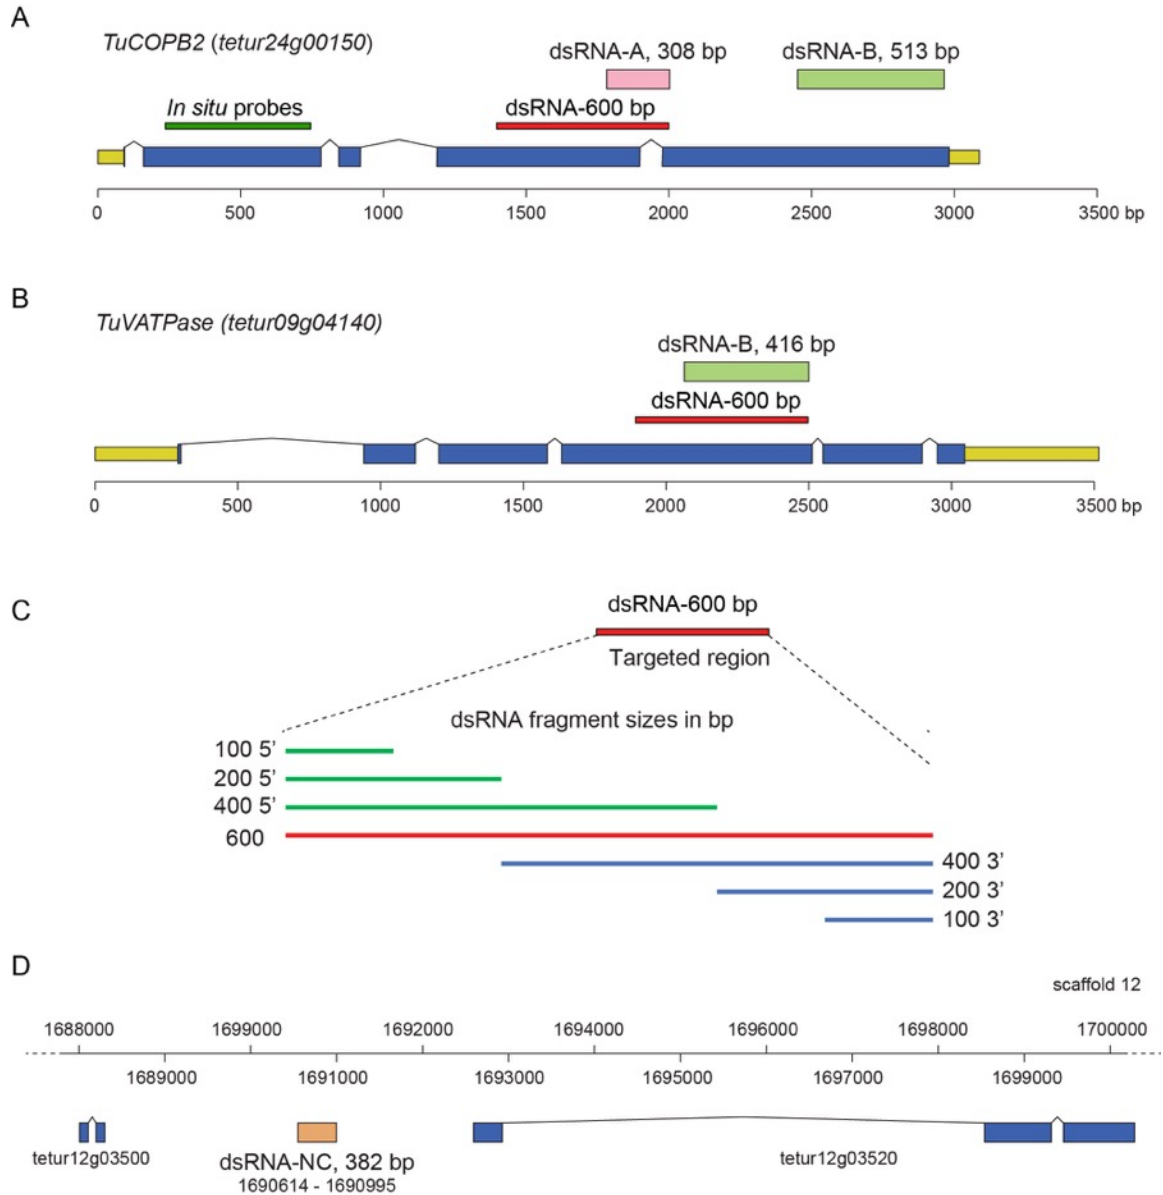 A
TuCOPB2 (tetur24g00150)
dsRNA-A, 308 bp
dsRNA-B, 513 bp
In situ probes
dsRNA-600 bp
0 500 1000 1500 2000 2500 3000 3500 bp
B
TuVATPase (tetur09g04140)
dsRNA-B, 416 bp
dsRNA-600 bp
0 500 1000 1500 2000 2500 3000 3500 bp
C
dsRNA-600 bp
Targeted region
dsRNA fragment sizes in bp
100 5’
200 5’
400 5’
600
400 3’
200 3’
100 3’
D
scaffold 12
1688000 1699000 1692000 1694000 1696000 1698000 1700000
1689000 1691000 1693000 1695000 1697000 1699000
tetur12g03500
dsRNA-NC, 382 bp
1690614 - 1690995
tetur12g03520